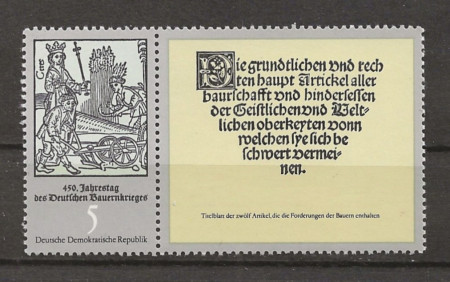 Ceres
450. Jahrestag
des Deutschen Bauernkrieges
5
Deutsche Demokratische Republik
Die grundtlichen vnd rech
ten haupt Artickel aller
baurschafft vnd hindersessen
der Geistlichen vnd Welt-
lichen oberkeyten vonn
welchen sye sich be
schwert vermei-
nen.
Titelblatt der zwölf Artikel, die die Forderungen der Bauern enthalten